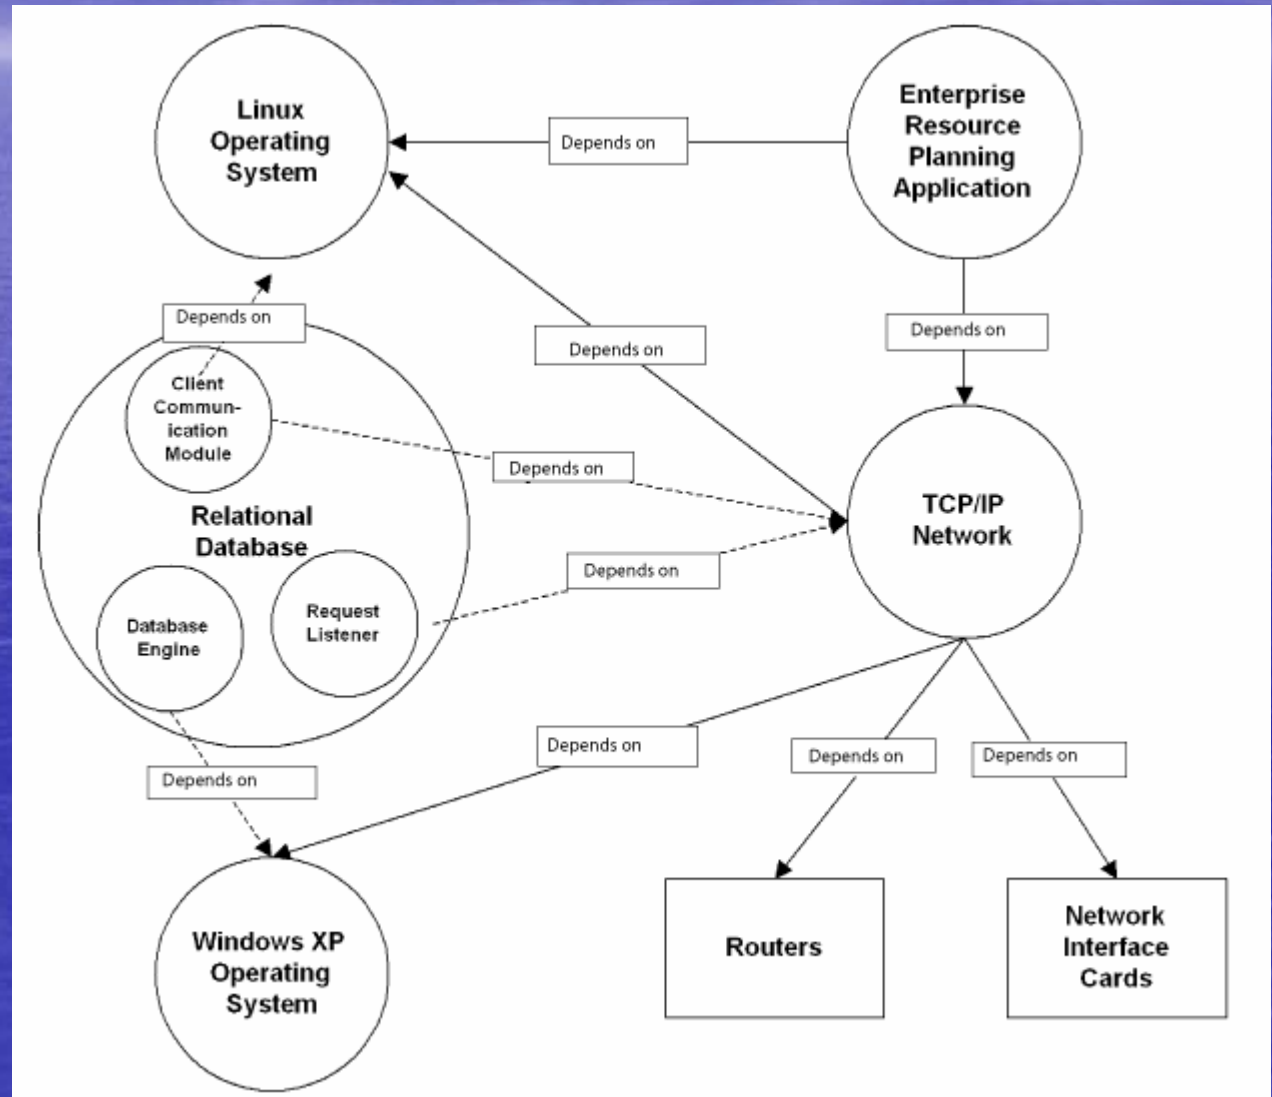 Linux
Operating
System
Depends on
Enterprise
Resource
Planning
Application
Depends on
Depends on
Depends on
Client
Commun-
ication
Module
Depends on
Relational
Database
TCP/IP
Network
Depends on
Request
Listener
Database
Engine
Depends on
Depends on
Depends on
Depends on
Windows XP
Operating
System
Routers
Network
Interface
Cards